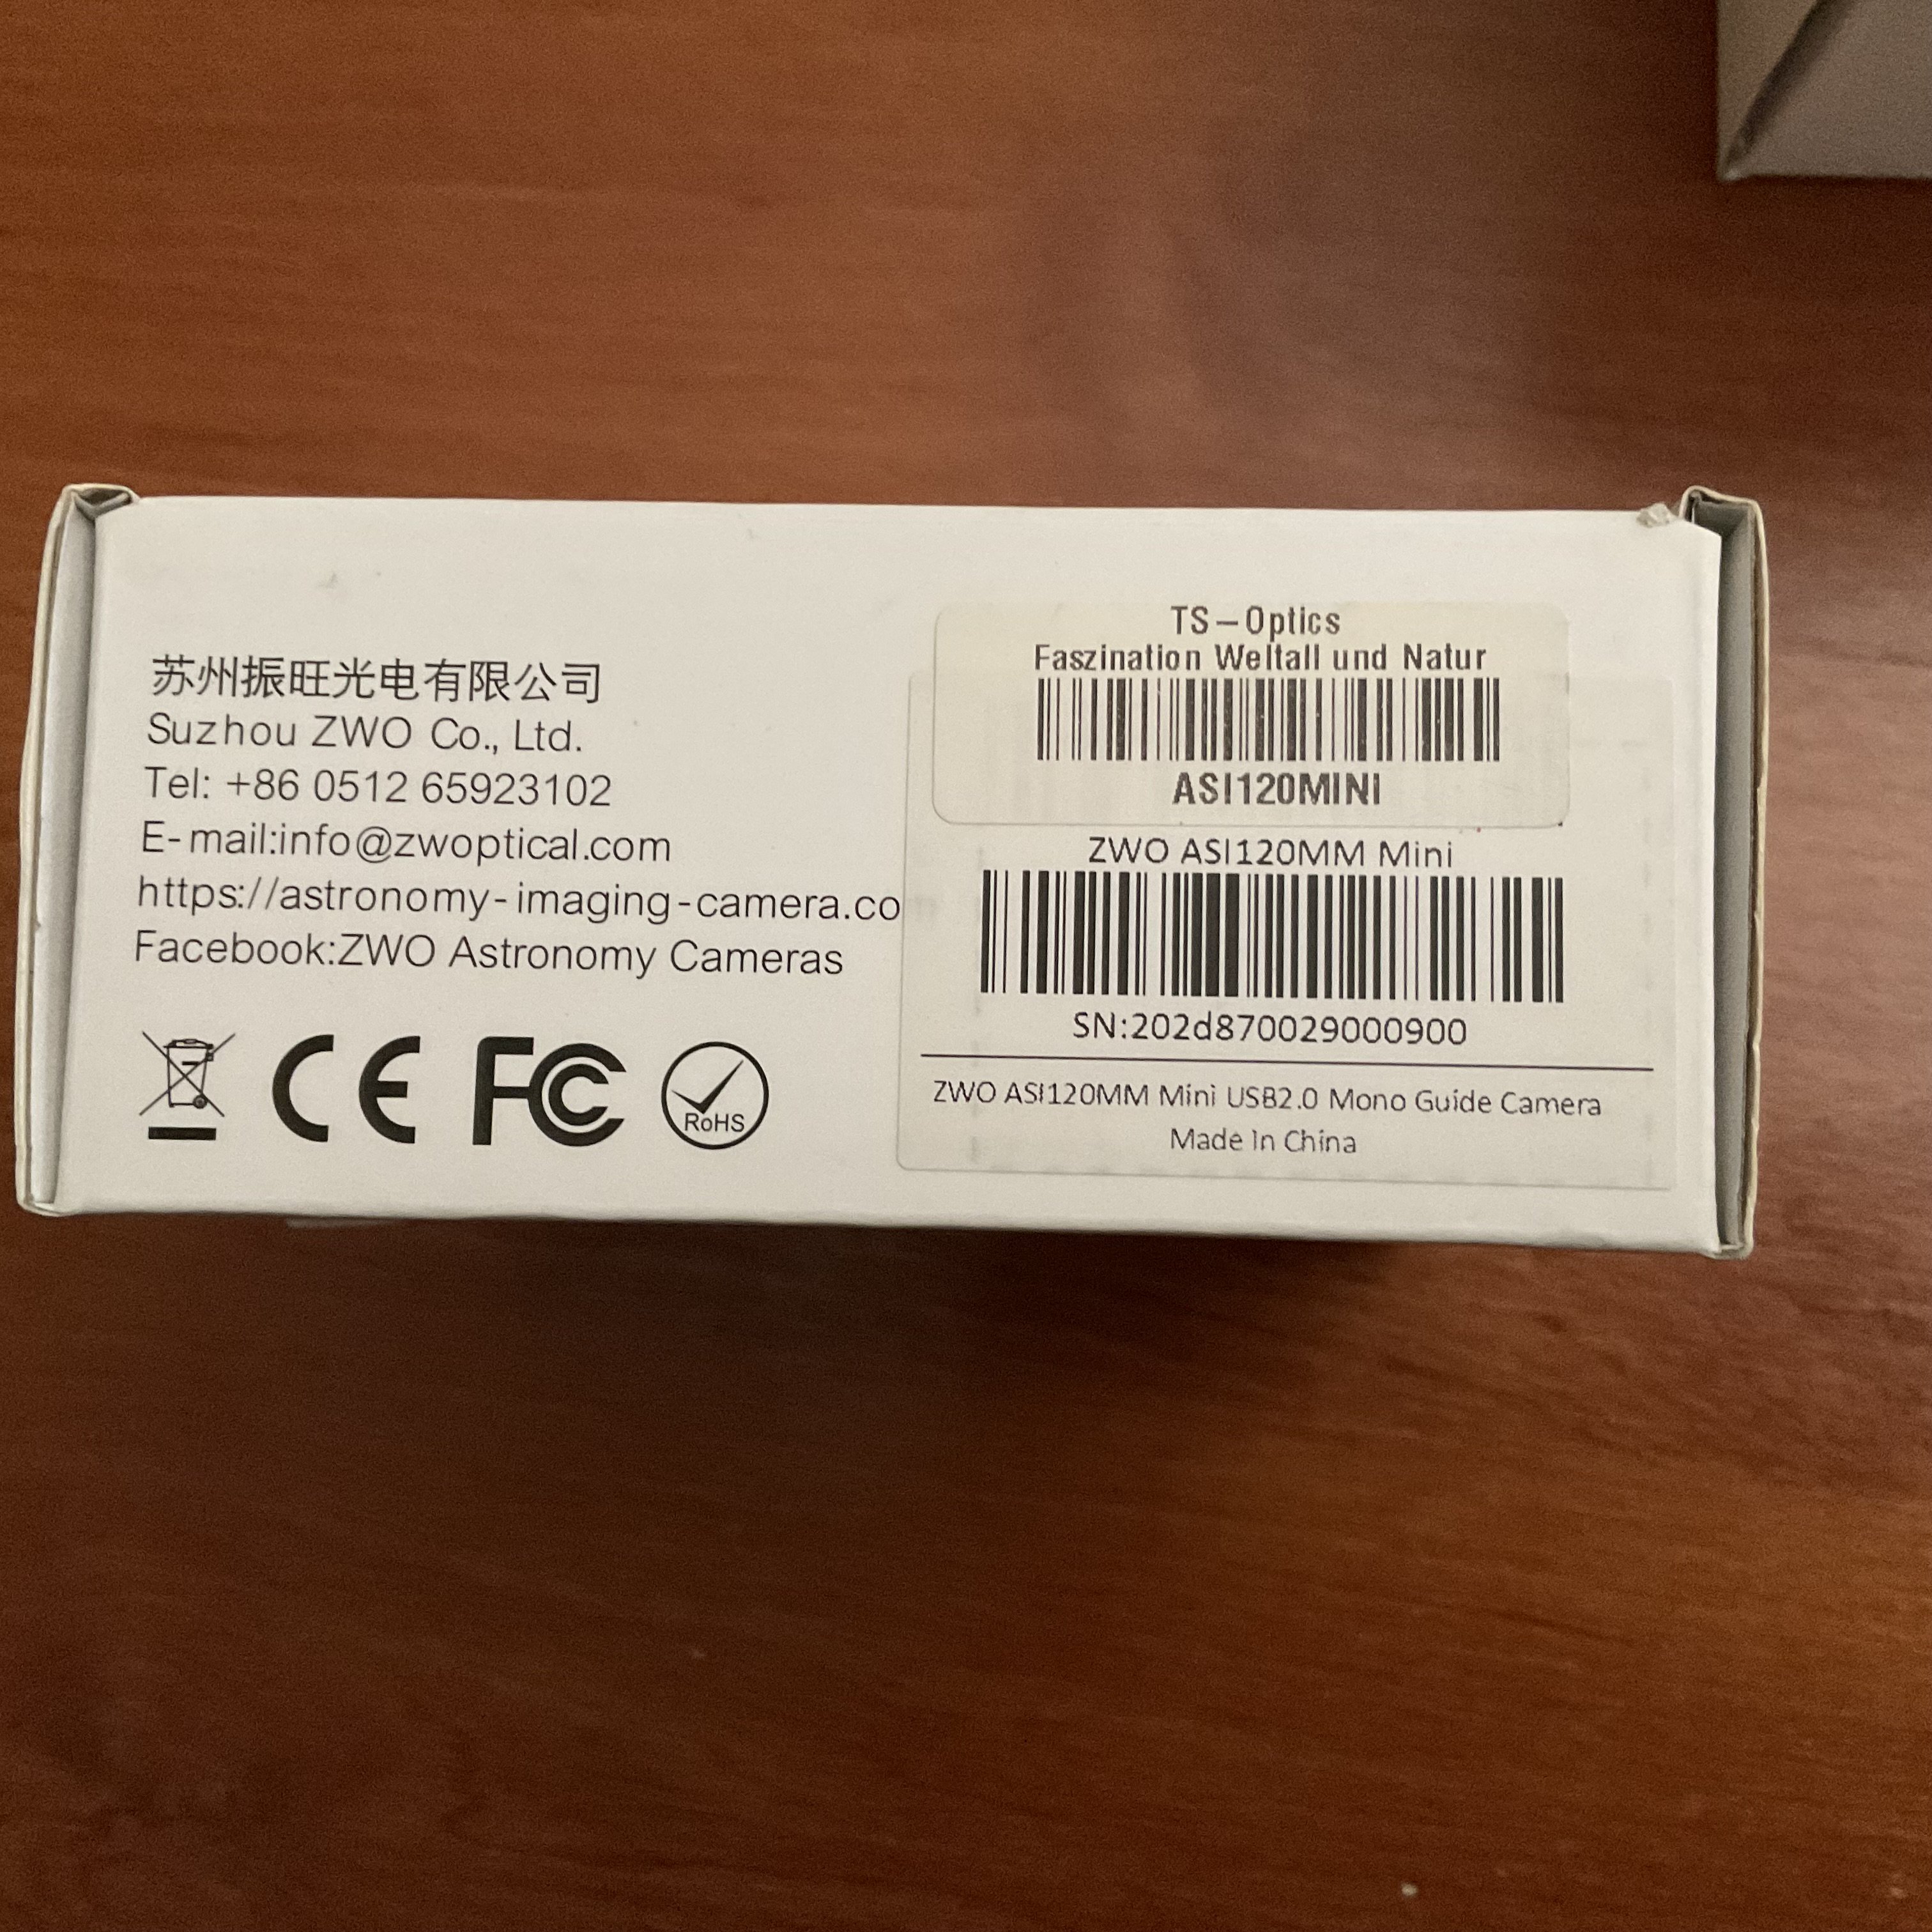 苏州振旺光电有限公司
Suzhou ZWO Co., Ltd.
Tel: +86 0512 65923102
E-mail:info@zwoptical.com
https://astronomy-imaging-camera.co
Facebook:ZWO Astronomy Cameras
CE FC RoHS
TS-Optics
Faszination Weltall und Natur
ASI120MINI
ZWO ASI120MM Mini
SN:202d870029000900
ZWO ASI120MM Mini USB2.0 Mono Guide Camera
Made In China